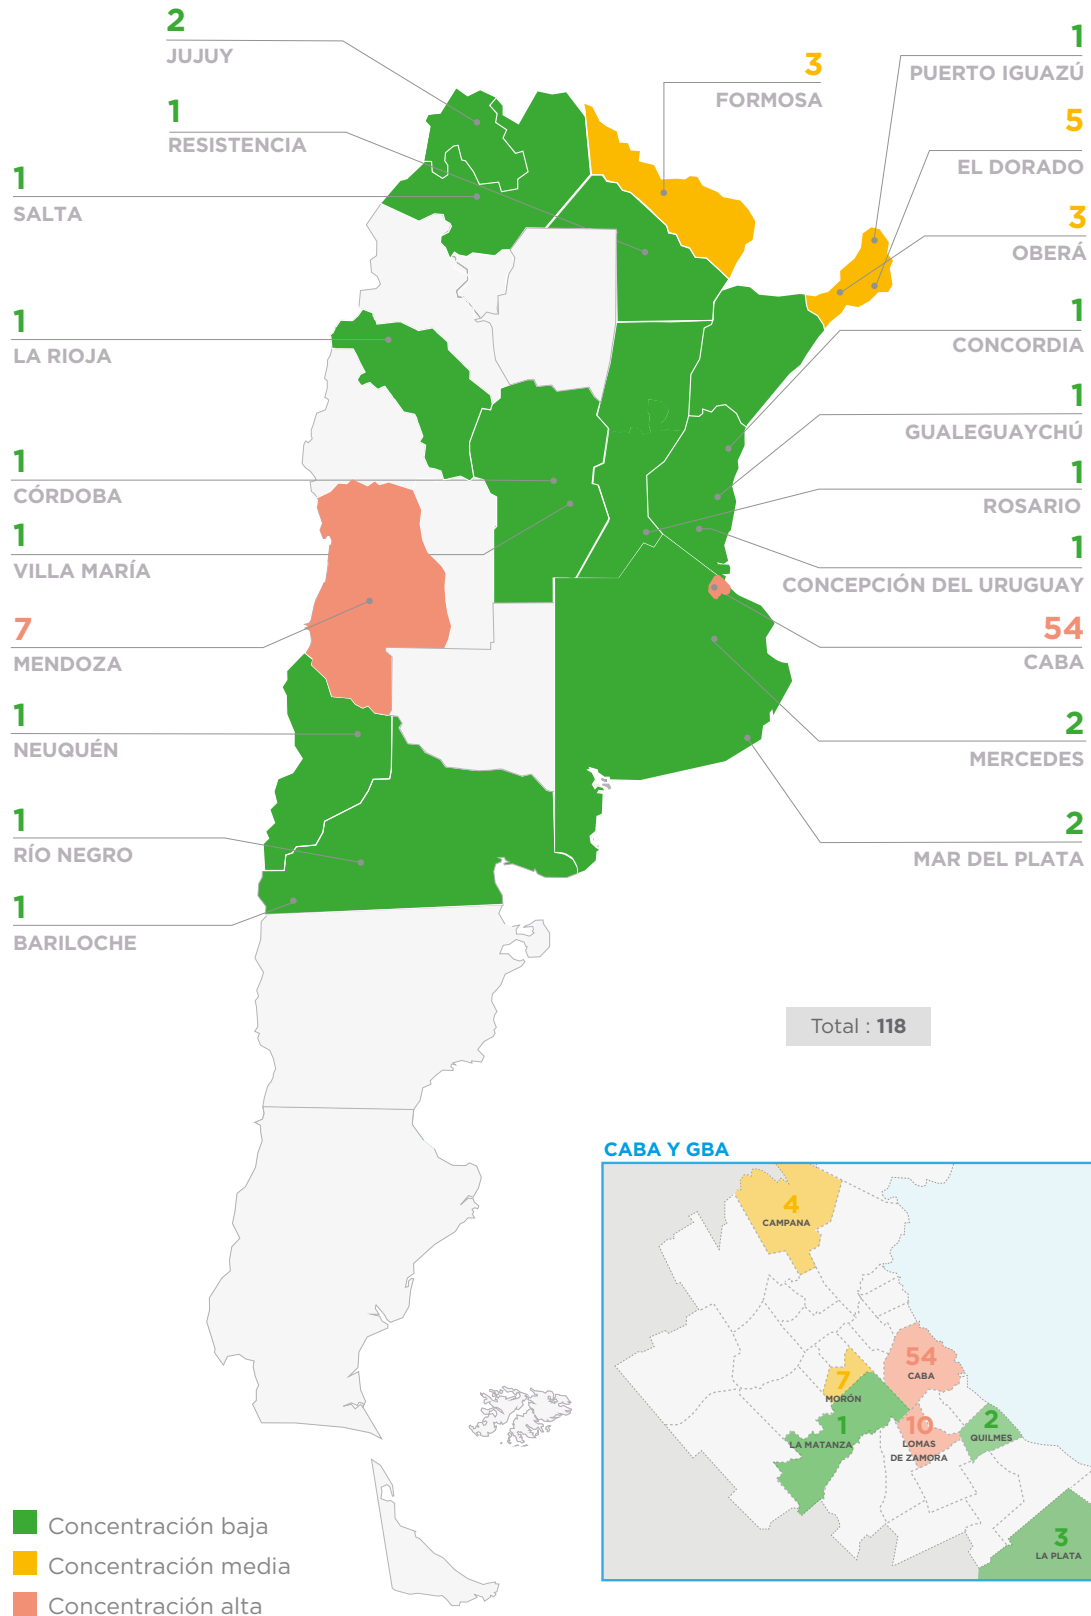 2
JUJUY
1
RESISTENCIA
1
SALTA
1
LA RIOJA
1
CÓRDOBA
1
VILLA MARÍA
7
MENDOZA
1
NEUQUÉN
1
RÍO NEGRO
1
BARILOCHE
3
FORMOSA
1
PUERTO IGUAZÚ
5
EL DORADO
3
OBERÁ
1
CONCORDIA
1
GUALEGUAYCHÚ
1
ROSARIO
1
CONCEPCIÓN DEL URUGUAY
54
CABA
2
MERCEDES
2
MAR DEL PLATA
Total : 118
CABA Y GBA
4
CAMPANA
54
CABA
7
MORÓN
1
LA MATANZA
10
LOMAS
DE ZAMORA
2
QUILMES
3
LA PLATA
Concentración baja
Concentración media
Concentración alta